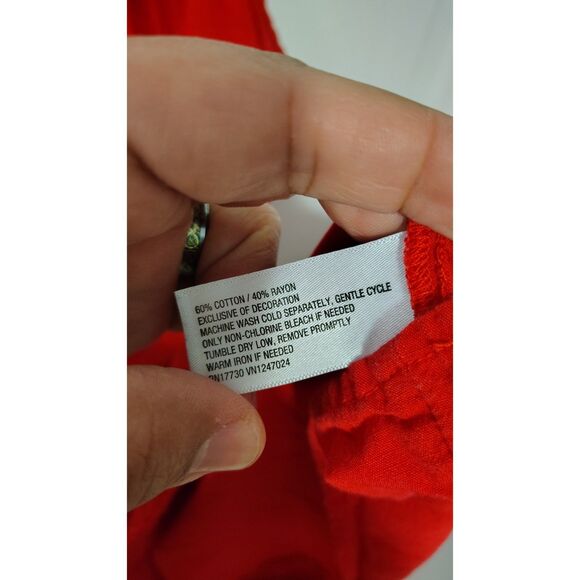 60% COTTON / 40% RAYON
EXCLUSIVE OF DECORATION
MACHINE WASH COLD SEPARATELY, GENTLE CYCLE
ONLY NON-CHLORINE BLEACH IF NEEDED
TUMBLE DRY LOW, REMOVE PROMPTLY
WARM IRON IF NEEDED
RN17730 VN1247024